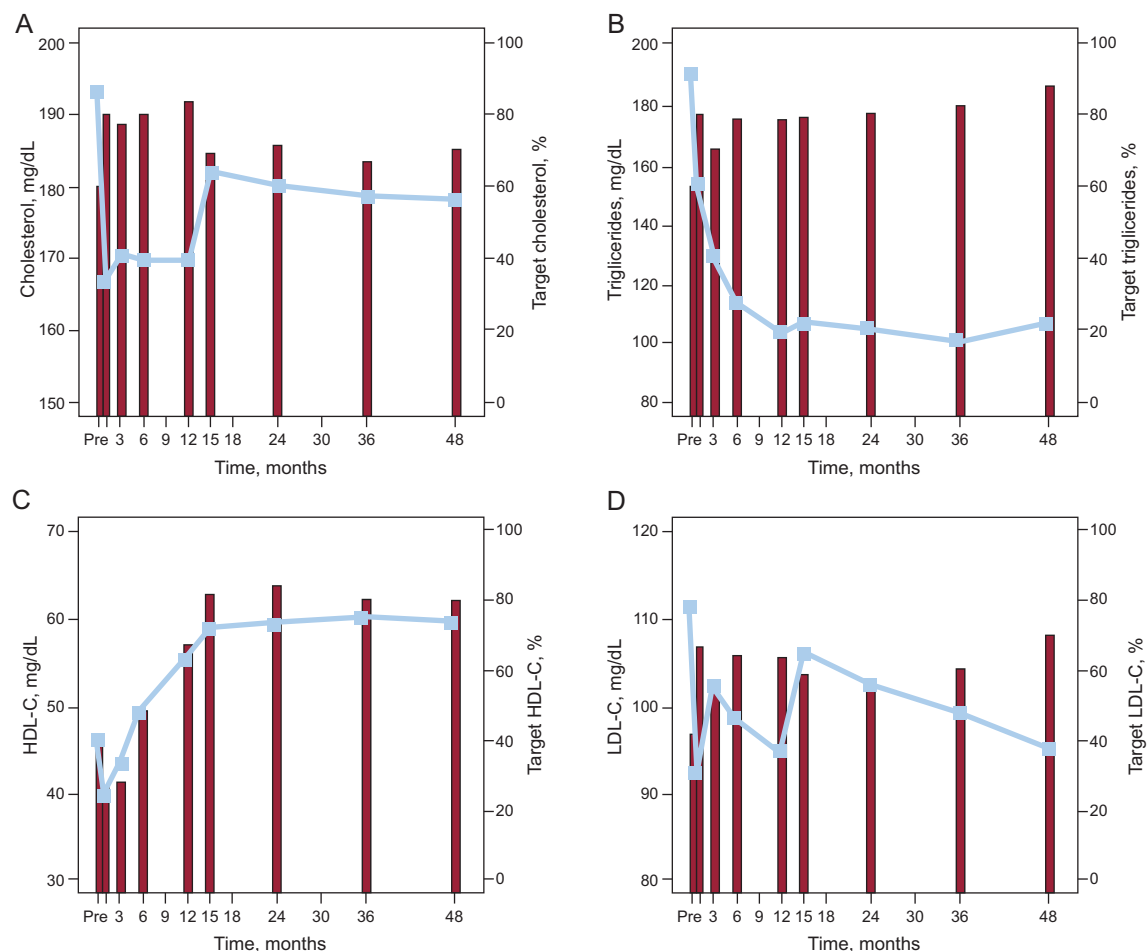 A
200
190
180
170
160
150
Cholesterol, mg/dL
100
80
60
40
20
0
Target cholesterol, %
Pre 3 6 9 12 15 18 24 30 36 48
Time, months
B
200
180
160
140
120
100
80
Triglicerides, mg/dL
100
80
60
40
20
0
Target triglicerides, %
Pre 3 6 9 12 15 18 24 30 36 48
Time, months
C
70
60
50
40
30
HDL-C, mg/dL
100
80
60
40
20
0
Target HDL-C, %
Pre 3 6 9 12 15 18 24 30 36 48
Time, months
D
120
110
100
90
80
LDL-C, mg/dL
100
80
60
40
20
0
Target LDL-C, %
Pre 3 6 9 12 15 18 24 30 36 48
Time, months